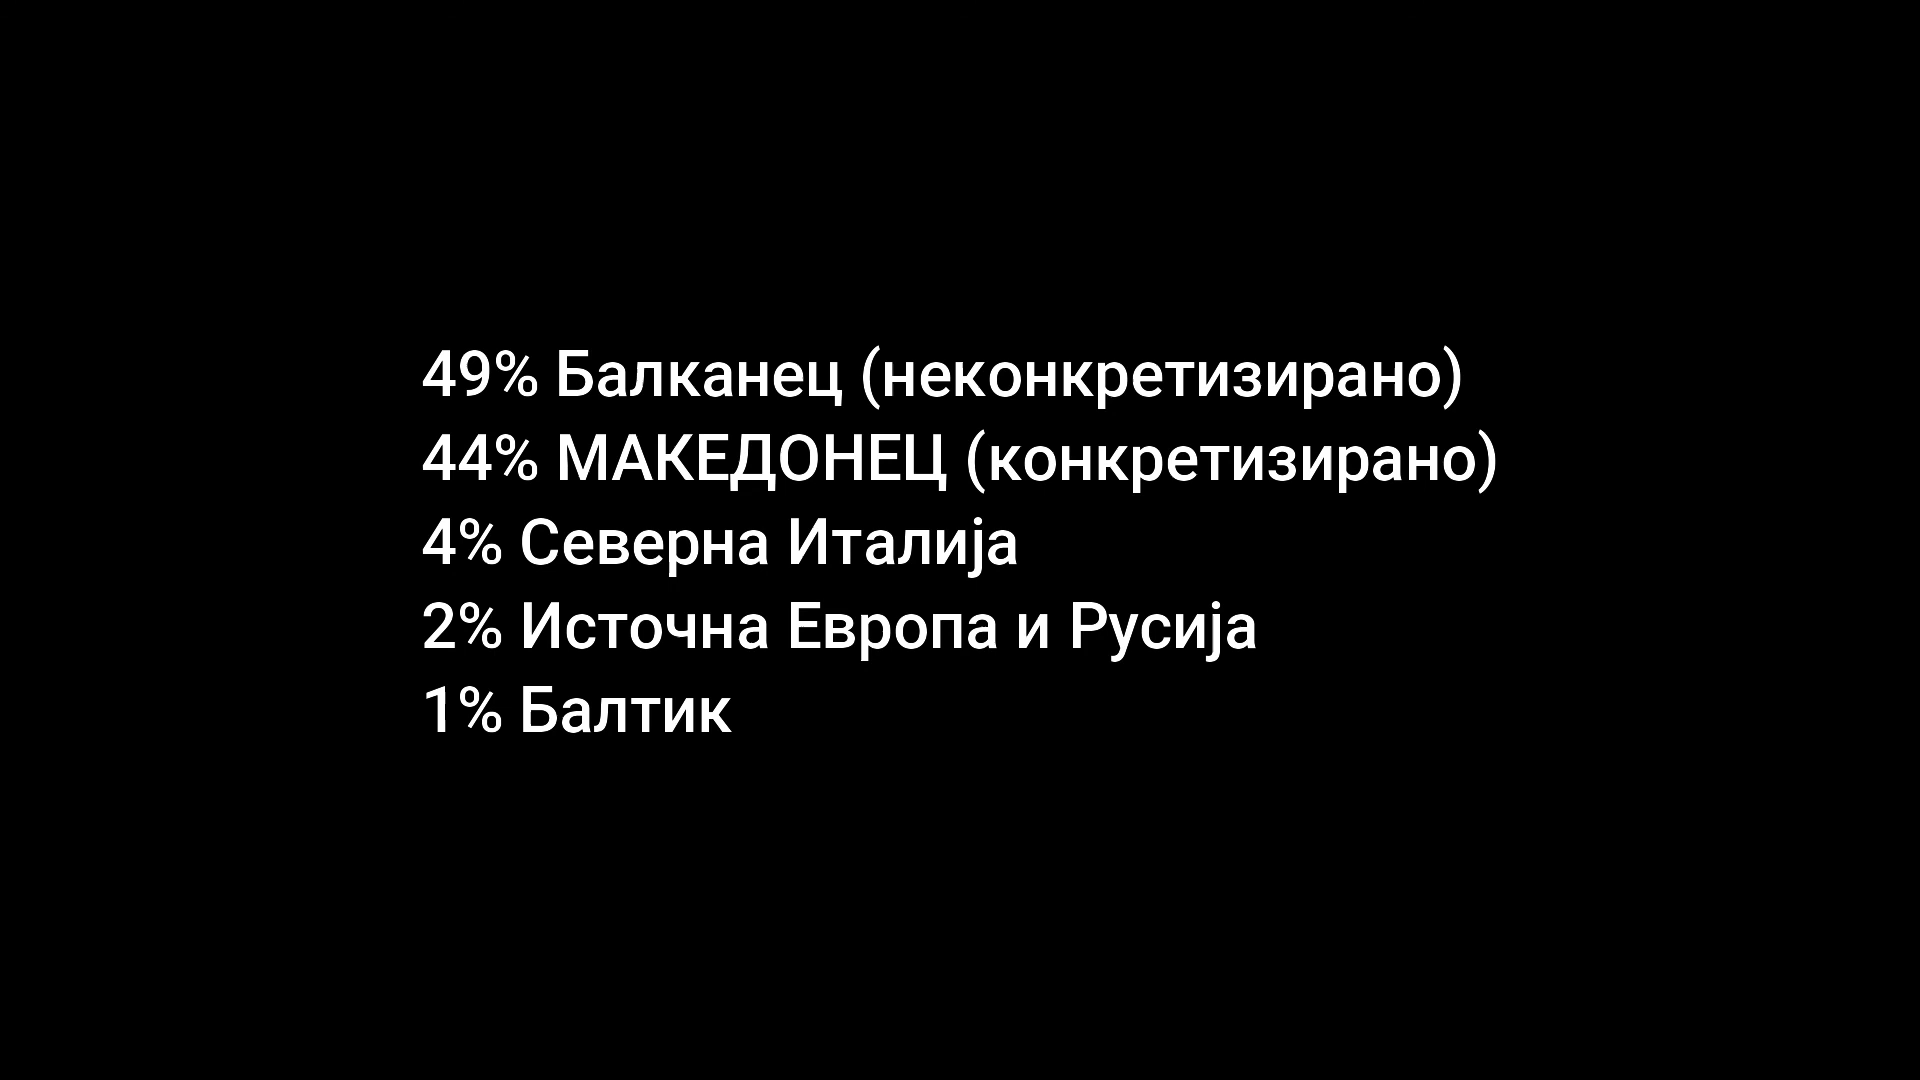 49% Балканец (неконкретизирано)
44% МАКЕДОНЕЦ (конкретизирано)
4% Северна Италија
2% Источна Европа и Русија
1% Балтик